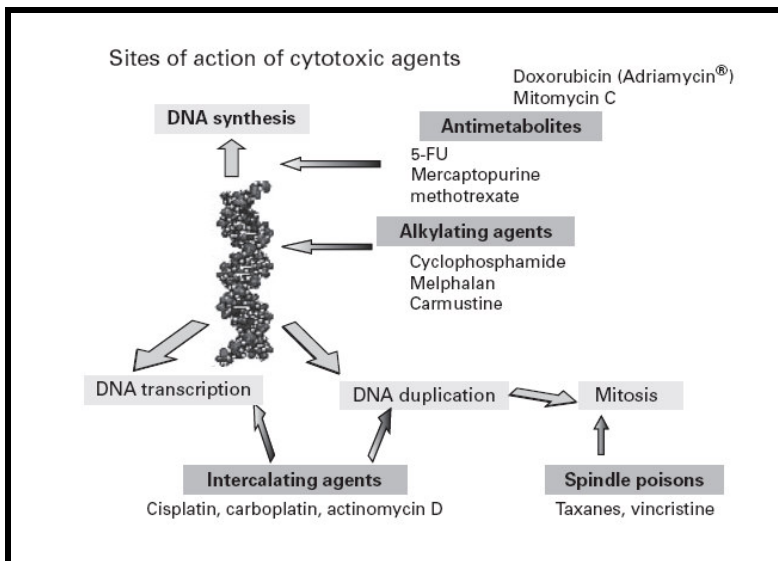 Sites of action of cytotoxic agents
Doxorubicin (Adriamycin®)
Mitomycin C
DNA synthesis
Antimetabolites
5-FU
Mercaptopurine
methotrexate
Alkylating agents
Cyclophosphamide
Melphalan
Carmustine
DNA transcription
DNA duplication
Mitosis
Intercalating agents
Cisplatin, carboplatin, actinomycin D
Spindle poisons
Taxanes, vincristine